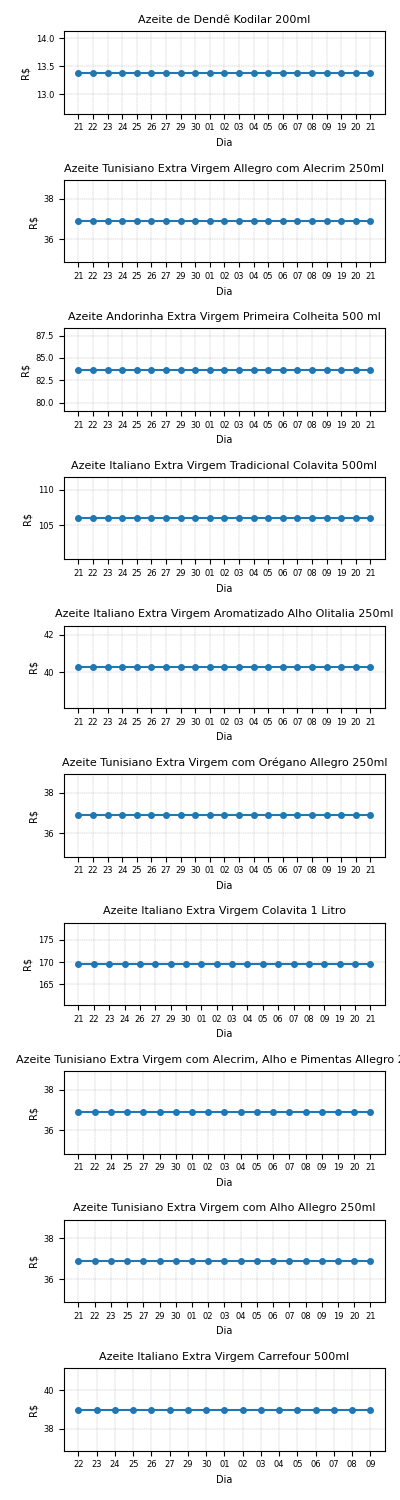 Azeite de Dendê Kodilar 200ml
14.0
13.5
13.0
R$
21 22 23 24 25 26 27 29 30 01 02 03 04 05 06 07 08 09 19 20 21
Dia
Azeite Tunisiano Extra Virgem Allegro com Alecrim 250ml
38
36
R$
21 22 23 24 25 26 27 29 30 01 02 03 04 05 06 07 08 09 19 20 21
Dia
Azeite Andorinha Extra Virgem Primeira Colheita 500 ml
87.5
85.0
82.5
80.0
R$
21 22 23 24 25 26 27 29 30 01 02 03 04 05 06 07 08 09 19 20 21
Dia
Azeite Italiano Extra Virgem Tradicional Colavita 500ml
110
105
R$
21 22 23 24 25 26 27 29 30 01 02 03 04 05 06 07 08 09 19 20 21
Dia
Azeite Italiano Extra Virgem Aromatizado Alho Olitalia 250ml
42
40
R$
21 22 23 24 25 26 27 29 30 01 02 03 04 05 06 07 08 09 19 20 21
Dia
Azeite Tunisiano Extra Virgem com Orégano Allegro 250ml
38
36
R$
21 22 23 24 25 26 27 29 30 01 02 03 04 05 06 07 08 09 19 20 21
Dia
Azeite Italiano Extra Virgem Colavita 1 Litro
175
170
165
R$
21 22 23 24 25 26 27 29 30 01 02 03 04 05 06 07 08 09 20 21
Dia
Azeite Tunisiano Extra Virgem com Alecrim, Alho e Pimentas Allegro 2
38
36
R$
21 22 24 25 27 29 30 01 02 03 04 05 06 07 08 09 19 20 21
Dia
Azeite Tunisiano Extra Virgem com Alho Allegro 250ml
38
36
R$
21 22 23 25 27 29 30 01 02 03 04 05 06 07 08 09 19 20 21
Dia
Azeite Italiano Extra Virgem Carrefour 500ml
40
38
R$
22 23 24 25 26 27 29 30 01 02 03 04 05 06 07 08 09
Dia